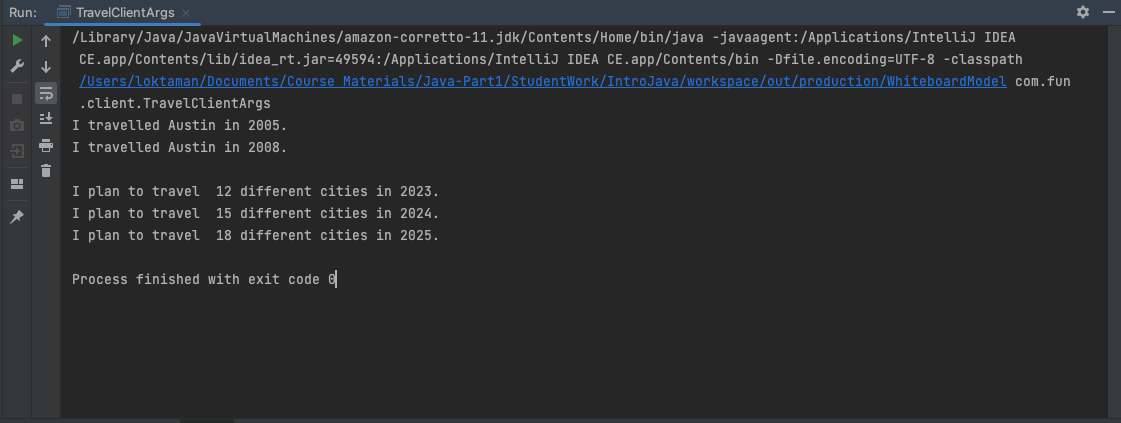 Run: TravelClientArgs
/Library/Java/JavaVirtualMachines/amazon-corretto-11.jdk/Contents/Home/bin/java -javaagent:/Applications/IntelliJ IDEA
CE.app/Contents/lib/idea_rt.jar=49594:/Applications/IntelliJ IDEA CE.app/Contents/bin -Dfile.encoding=UTF-8 -classpath
/Users/loktaman/Documents/Course Materials/Java-Part1/StudentWork/IntroJava/workspace/out/production/WhiteboardModel com.fun
.client.TravelClientArgs
I travelled Austin in 2005.
I travelled Austin in 2008.
I plan to travel  12 different cities in 2023.
I plan to travel  15 different cities in 2024.
I plan to travel  18 different cities in 2025.
Process finished with exit code 0